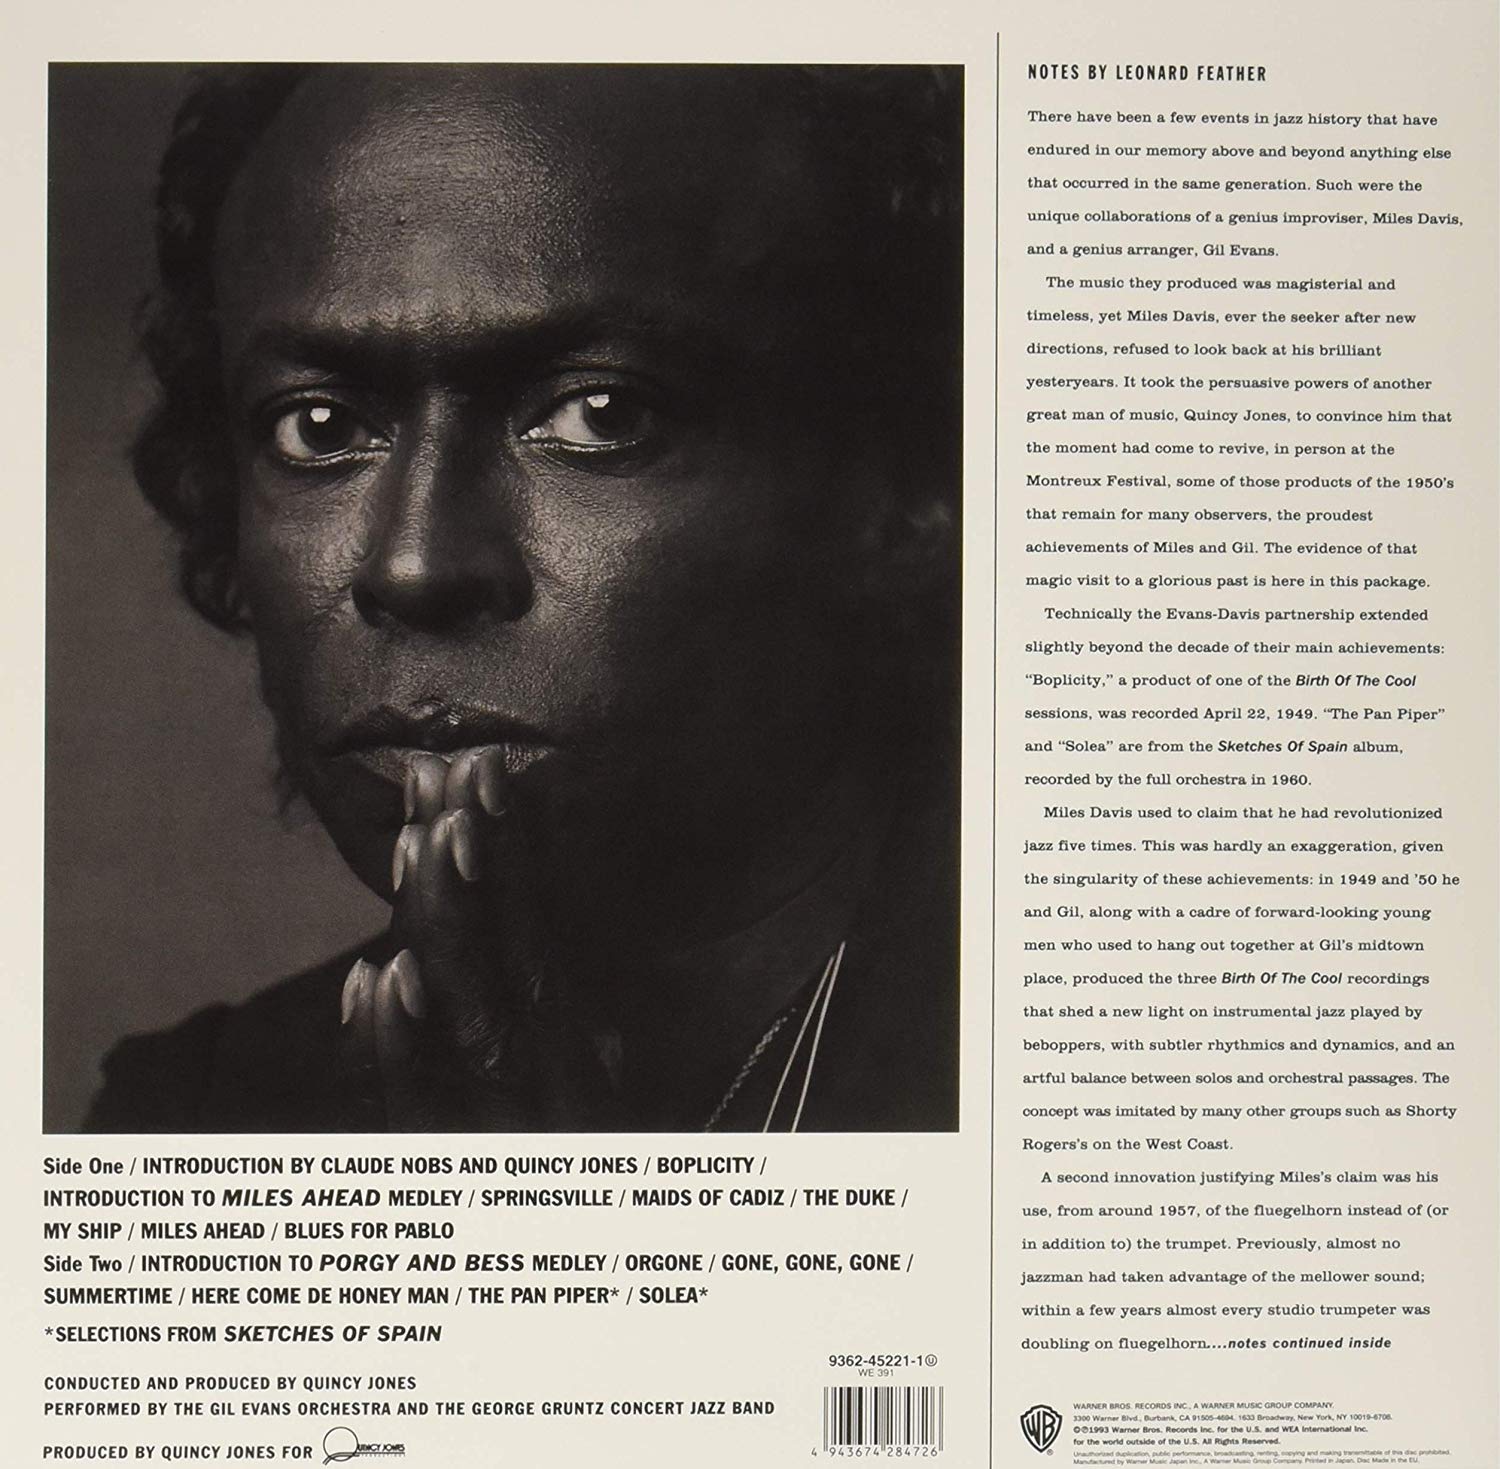 NOTES BY LEONARD FEATHER
There have been a few events in jazz history that have
endured in our memory above and beyond anything else
that occurred in the same generation. Such were the
unique collaborations of a genius improviser, Miles Davis,
and a genius arranger, Gil Evans.
The music they produced was magisterial and
timeless, yet Miles Davis, ever the seeker after new
directions, refused to look back at his brilliant
yesteryears. It took the persuasive powers of another
great man of music, Quincy Jones, to convince him that
the moment had come to revive, in person at the
Montreux Festival, some of those products of the 1950's
that remain for many observers, the proudest
achievements of Miles and Gil. The evidence of that
magic visit to a glorious past is here in this package.
Technically the Evans-Davis partnership extended
slightly beyond the decade of their main achievements:
"Boplicity," a product of one of the Birth Of The Cool
sessions, was recorded April 22, 1949. "The Pan Piper"
and "Solea" are from the Sketches Of Spain album,
recorded by the full orchestra in 1960.
Miles Davis used to claim that he had revolutionized
jazz five times. This was hardly an exaggeration, given
the singularity of these achievements: in 1949 and '50 he
and Gil, along with a cadre of forward-looking young
men who used to hang out together at Gil's midtown
place, produced the three Birth Of The Cool recordings
that shed a new light on instrumental jazz played by
beboppers, with subtler rhythmics and dynamics, and an
artful balance between solos and orchestral passages. The
concept was imitated by many other groups such as Shorty
Rogers's on the West Coast.
A second innovation justifying Miles's claim was his
use, from around 1957, of the fluegelhorn instead of (or
in addition to) the trumpet. Previously, almost no
jazzman had taken advantage of the mellower sound;
within a few years almost every studio trumpeter was
doubling on fluegelhorn....notes continued inside
Side One / INTRODUCTION BY CLAUDE NOBS AND QUINCY JONES / BOPLICITY /
INTRODUCTION TO MILES AHEAD MEDLEY / SPRINGSVILLE / MAIDS OF CADIZ / THE DUKE /
MY SHIP / MILES AHEAD / BLUES FOR PABLO
Side Two / INTRODUCTION TO PORGY AND BESS MEDLEY / ORGONE / GONE, GONE, GONE /
SUMMERTIME / HERE COME DE HONEY MAN / THE PAN PIPER* / SOLEA*
*SELECTIONS FROM SKETCHES OF SPAIN
CONDUCTED AND PRODUCED BY QUINCY JONES
PERFORMED BY THE GIL EVANS ORCHESTRA AND THE GEORGE GRUNTZ CONCERT JAZZ BAND
PRODUCED BY QUINCY JONES FOR QUINCY JONES
9362-45221-1 Ⓤ
WE 391
4 943674 284726
WB
WARNER BROS. RECORDS INC., A WARNER MUSIC GROUP COMPANY,
3300 Warner Blvd., Burbank, CA 91505-4694. 1633 Broadway, New York, NY 10019-6708.
©℗1993 Warner Bros. Records Inc. for the U.S. and WEA International Inc.
for the world outside of the U.S. All Rights Reserved.
Unauthorized duplication, public performance, broadcasting, renting, copying and making transmittable of this disc prohibited.
Manufactured by Warner Music Japan Inc., A Warner Music Group Company. Printed in Japan. Disc Made in the EU.